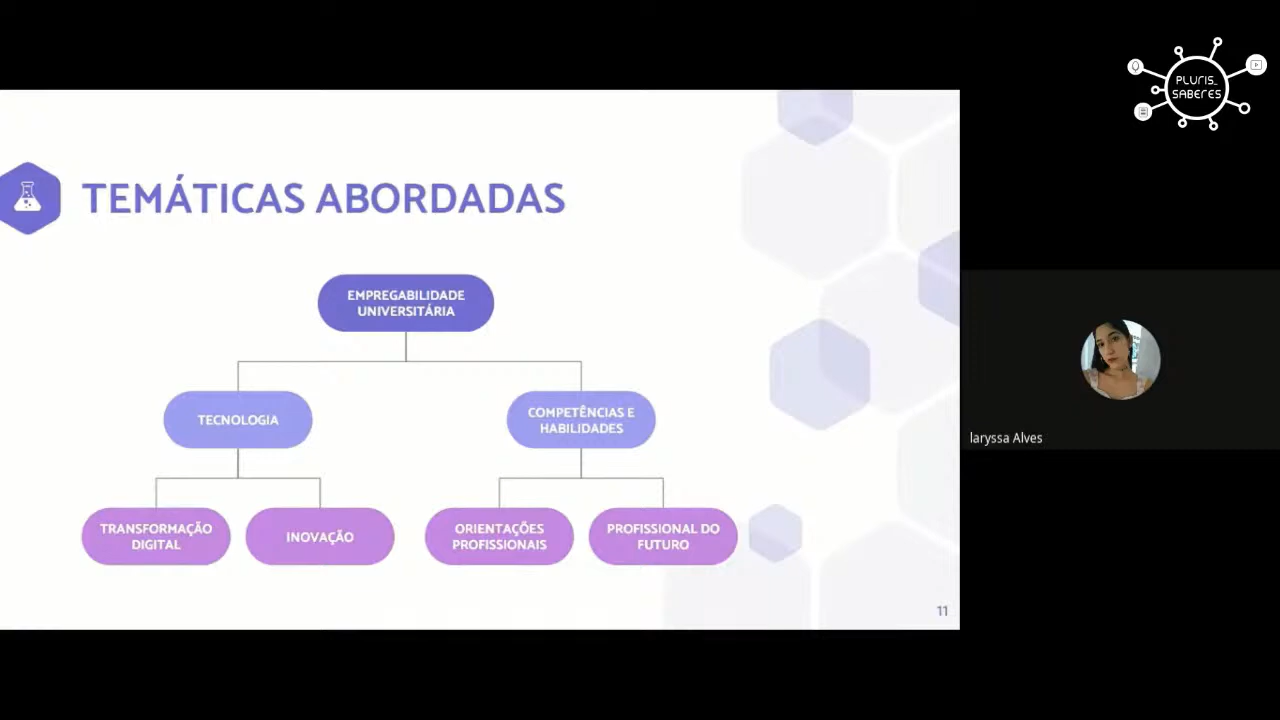 PLURIS_
SABERES
TEMÁTICAS ABORDADAS
EMPREGABILIDADE
UNIVERSITÁRIA
TECNOLOGIA
COMPETÊNCIAS E
HABILIDADES
TRANSFORMAÇÃO
DIGITAL
INOVAÇÃO
ORIENTAÇÕES
PROFISSIONAIS
PROFISSIONAL DO
FUTURO
11
laryssa Alves